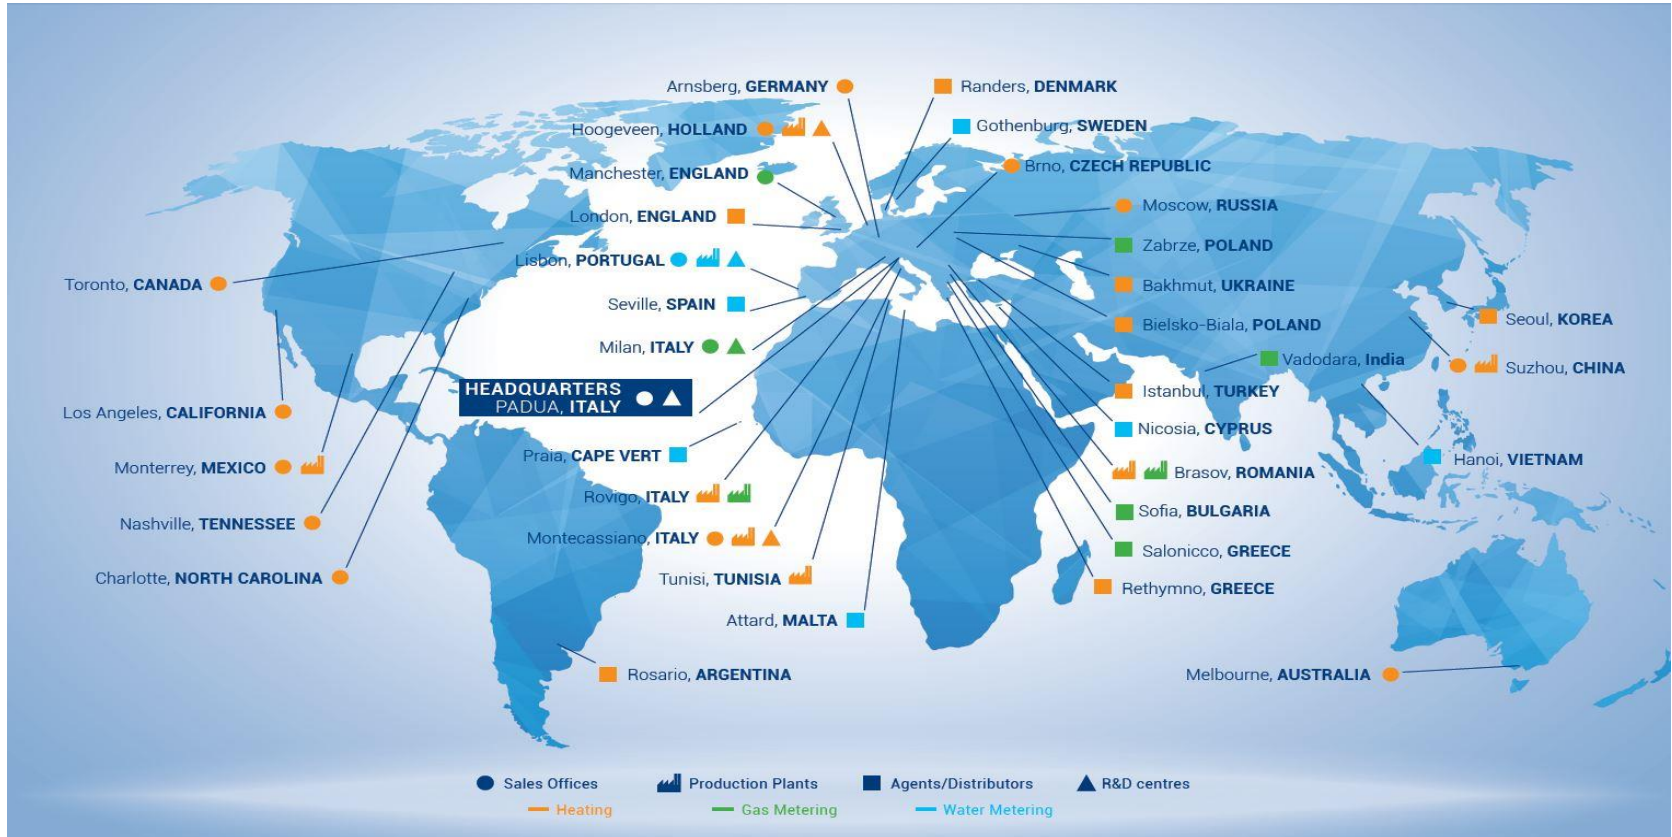 Arnsberg, GERMANY
Randers, DENMARK
Hoogeveen, HOLLAND
Gothenburg, SWEDEN
Manchester, ENGLAND
Brno, CZECH REPUBLIC
London, ENGLAND
Moscow, RUSSIA
Lisbon, PORTUGAL
Zabrze, POLAND
Toronto, CANADA
Bakhmut, UKRAINE
Seville, SPAIN
Bielsko-Biala, POLAND
Seoul, KOREA
Milan, ITALY
Vadodara, India
Suzhou, CHINA
HEADQUARTERS
PADUA, ITALY
Istanbul, TURKEY
Los Angeles, CALIFORNIA
Nicosia, CYPRUS
Praia, CAPE VERT
Hanoi, VIETNAM
Monterrey, MEXICO
Brasov, ROMANIA
Rovigo, ITALY
Sofia, BULGARIA
Nashville, TENNESSEE
Montecassiano, ITALY
Salonicco, GREECE
Charlotte, NORTH CAROLINA
Tunisi, TUNISIA
Rethymno, GREECE
Attard, MALTA
Rosario, ARGENTINA
Melbourne, AUSTRALIA
Sales Offices
Production Plants
Agents/Distributors
R&D centres
Heating
Gas Metering
Water Metering